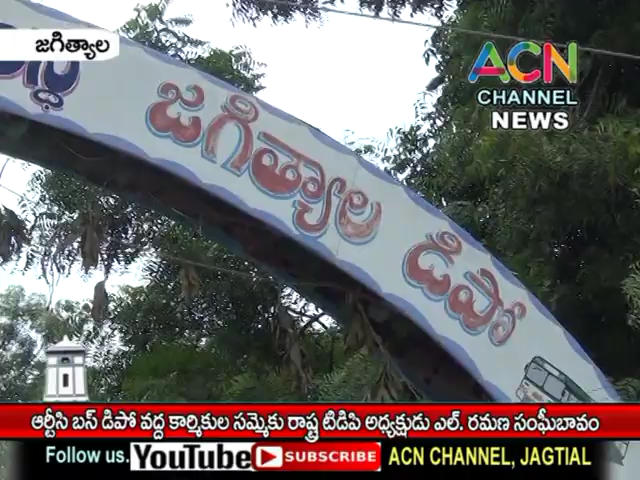 జగిత్యాల
ACN
CHANNEL
NEWS
జగిత్యాల డిపో
ఆర్టీసి బస్ డిపో వద్ద కార్మికుల సమ్మెకు రాష్ట్ర టిడిపి అధ్యక్షుడు ఎల్. రమణ సంఘీబావం
Follow us. YouTube SUBSCRIBE ACN CHANNEL, JAGTIAL